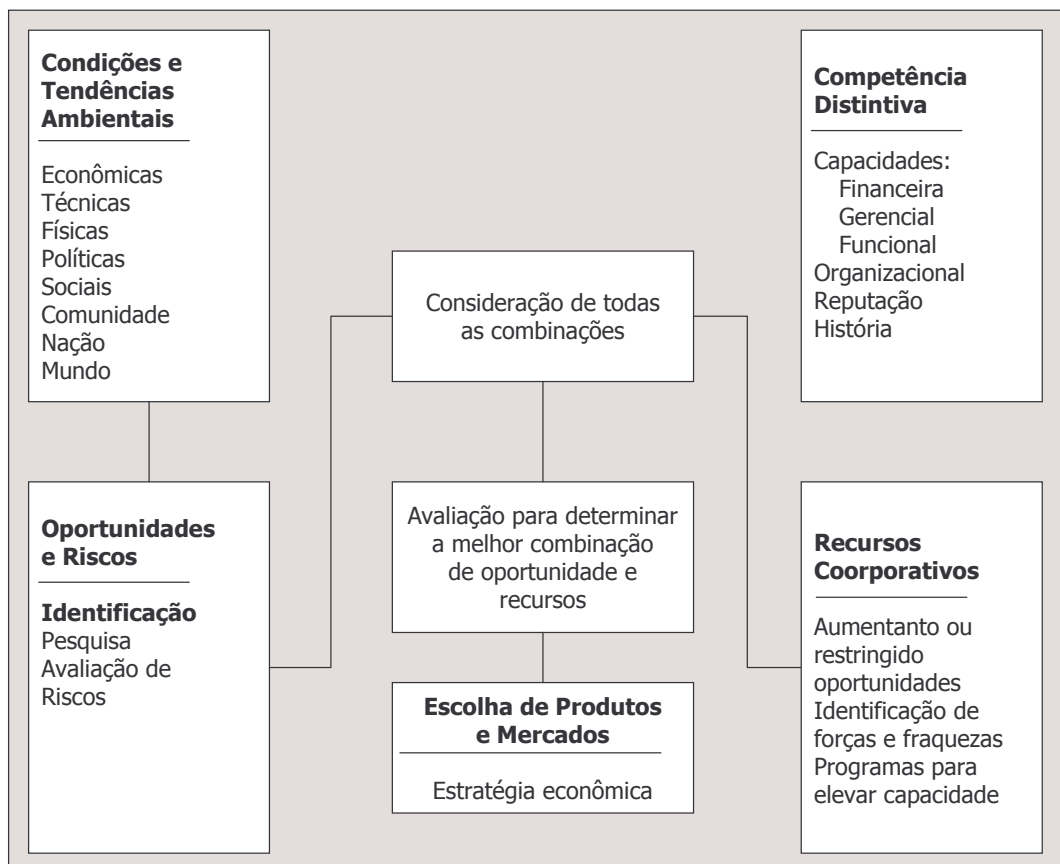 Condições e
Tendências
Ambientais
Econômicas
Técnicas
Físicas
Políticas
Sociais
Comunidade
Nação
Mundo
Oportunidades
e Riscos
Identificação
Pesquisa
Avaliação de
Riscos
Consideração de todas
as combinações
Avaliação para determinar
a melhor combinação
de oportunidade e
recursos
Escolha de Produtos
e Mercados
Estratégia econômica
Competência
Distintiva
Capacidades:
Financeira
Gerencial
Funcional
Organizacional
Reputação
História
Recursos
Coorporativos
Aumentanto ou
restringido
oportunidades
Identificação de
forças e fraquezas
Programas para
elevar capacidade